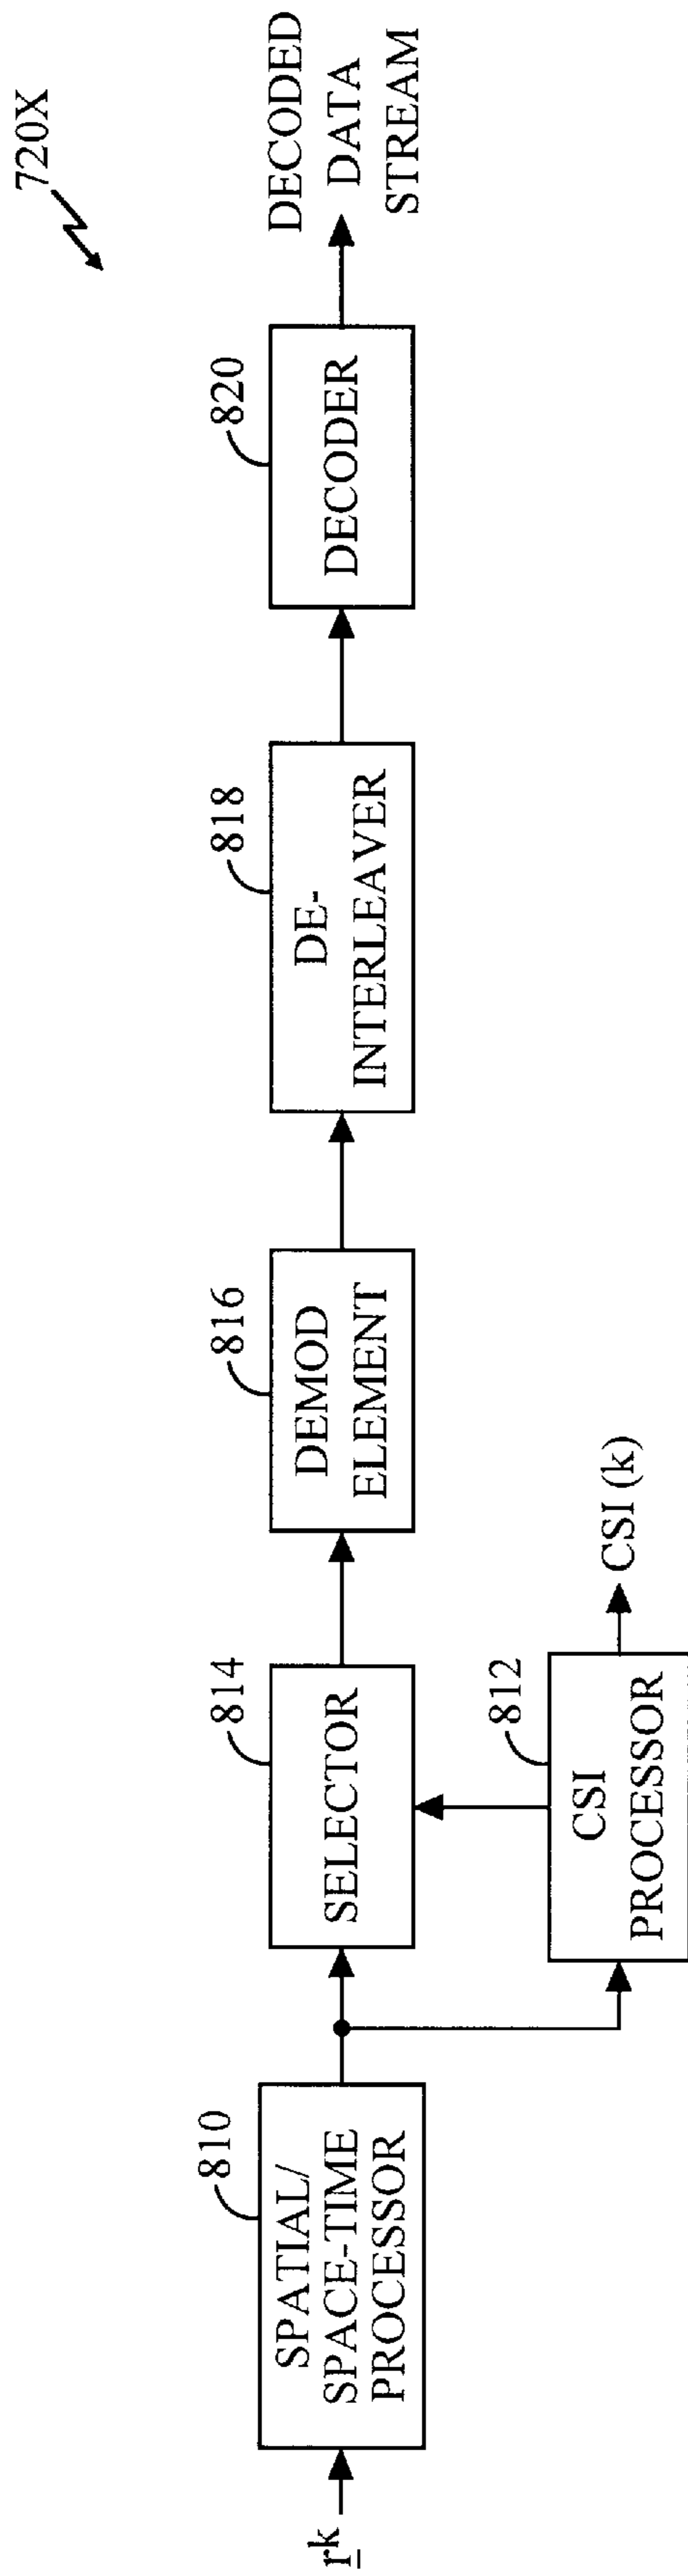 720X
r^k
810
SPATIAL/
SPACE-TIME
PROCESSOR
814
SELECTOR
812
CSI
PROCESSOR
CSI (k)
816
DEMOD
ELEMENT
818
DE-
INTERLEAVER
820
DECODER
DECODED
DATA
STREAM